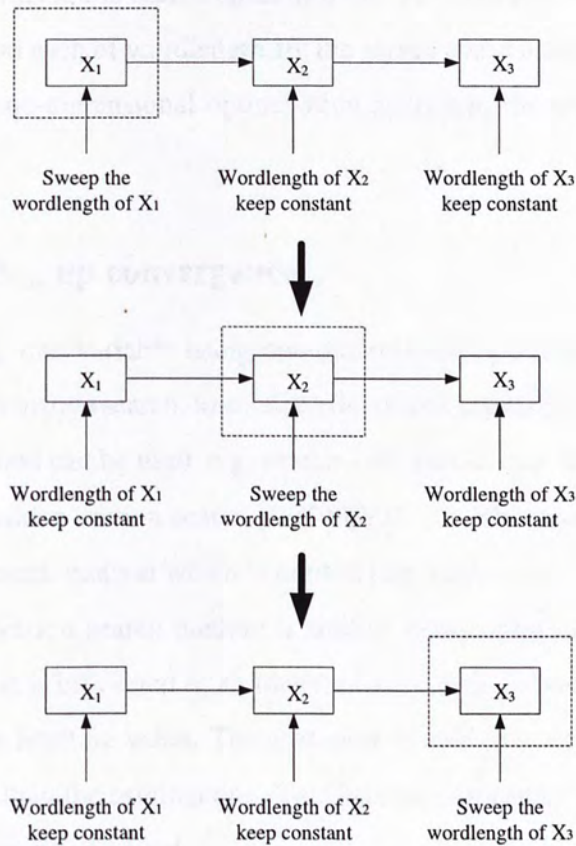 X₁ X₂ X₃
Sweep the wordlength of X₁
Wordlength of X₂ keep constant
Wordlength of X₃ keep constant
X₁ X₂ X₃
Wordlength of X₁ keep constant
Sweep the wordlength of X₂
Wordlength of X₃ keep constant
X₁ X₂ X₃
Wordlength of X₁ keep constant
Wordlength of X₂ keep constant
Sweep the wordlength of X₃